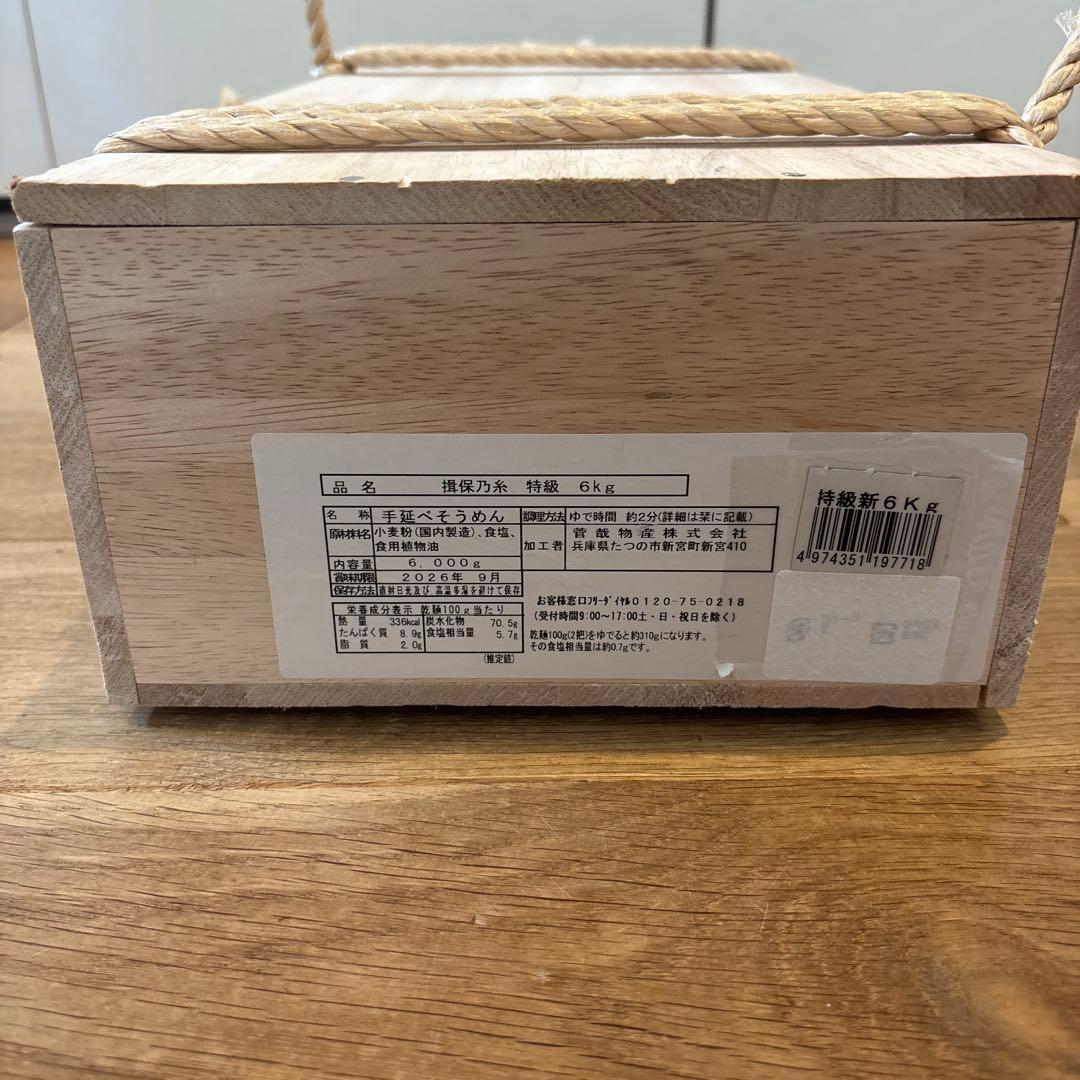 品名 揖保乃糸 特級 6kg
名称 手延べそうめん
原材料名 小麦粉(国内製造)、食塩、
食用植物油
内容量 6,000g
賞味期限 2026年 9月
保存方法 直射日光及び、高温多湿を避けて保存
調理方法 ゆで時間 約2分(詳細は栞に記載)
加工者 菅哉物産株式会社
兵庫県たつの市新宮町新宮410
栄養成分表示 乾麺100g当たり
熱量 336kcal 炭水化物 70.5g
たんぱく質 8.9g 食塩相当量 5.7g
脂質 2.0g
(推定値)
お客様窓口フリーダイヤル0120-75-0218
(受付時間9:00~17:00土・日・祝日を除く)
乾麺100g(2把)をゆでると約310gになります。
その食塩相当量は約0.7gです。
特級新6Kg
4 974351 197718